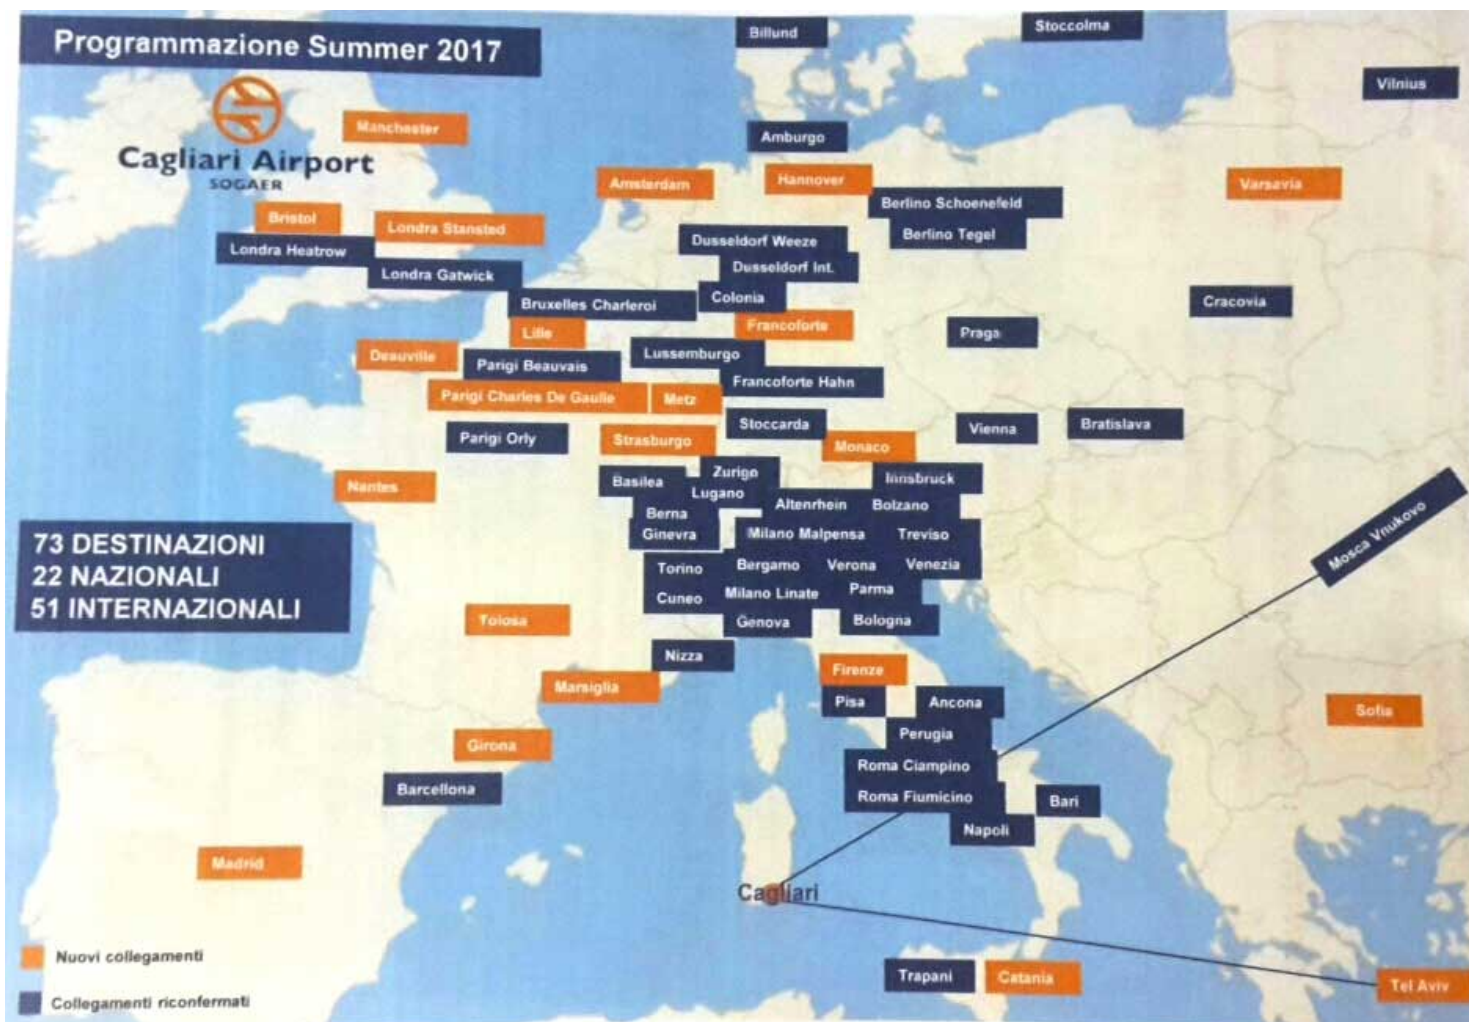 Programmazione Summer 2017
Cagliari Airport
SOGAER
Billund
Stoccolma
Vilnius
Manchester
Amburgo
Amsterdam
Hannover
Varsavia
Bristol
Londra Stansted
Berlino Schoenefeld
Londra Heatrow
Dusseldorf Weeze
Berlino Tegel
Londra Gatwick
Dusseldorf Int.
Bruxelles Charleroi
Colonia
Cracovia
Lille
Francoforte
Praga
Deauville
Parigi Beauvais
Lussemburgo
Francoforte Hahn
Parigi Charles De Gaulle
Metz
Stoccarda
Vienna
Bratislava
Parigi Orly
Strasburgo
Monaco
Nantes
Basilea
Zurigo
Lugano
Innsbruck
Altenrhein
Bolzano
Berna
Ginevra
Milano Malpensa
Treviso
Mosca Vnukovo
73 DESTINAZIONI
22 NAZIONALI
51 INTERNAZIONALI
Torino
Bergamo
Verona
Venezia
Cuneo
Milano Linate
Parma
Tolosa
Genova
Bologna
Nizza
Firenze
Marsiglia
Pisa
Ancona
Sofia
Girona
Perugia
Barcellona
Roma Ciampino
Roma Fiumicino
Bari
Napoli
Madrid
Cagliari
Nuovi collegamenti
Trapani
Catania
Tel Aviv
Collegamenti riconfermati